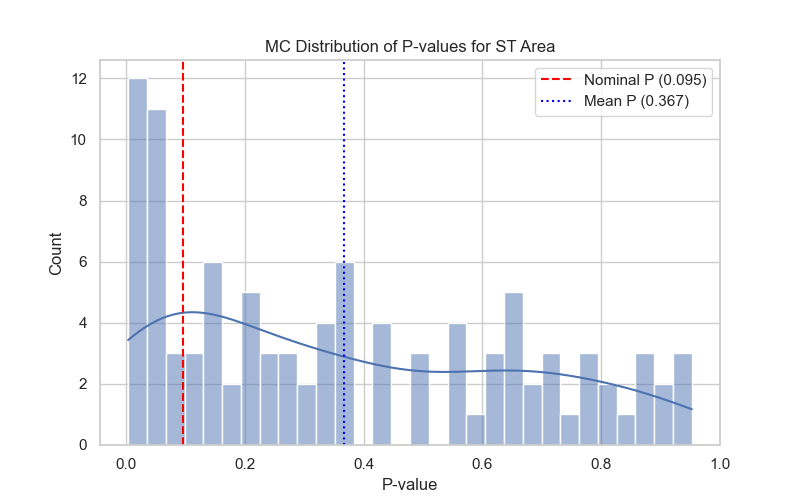 MC Distribution of P-values for ST Area
Nominal P (0.095)
Mean P (0.367)
Count
12
10
8
6
4
2
0
0.0 0.2 0.4 0.6 0.8 1.0
P-value